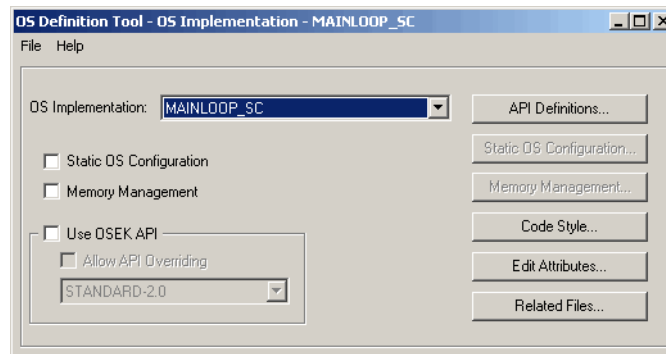 OS Definition Tool - OS Implementation - MAINLOOP_SC
File Help
OS Implementation: MAINLOOP_SC
API Definitions...
Static OS Configuration
Static OS Configuration...
Memory Management
Memory Management...
Use OSEK API
Code Style...
Allow API Overriding
Edit Attributes...
STANDARD-2.0
Related Files...